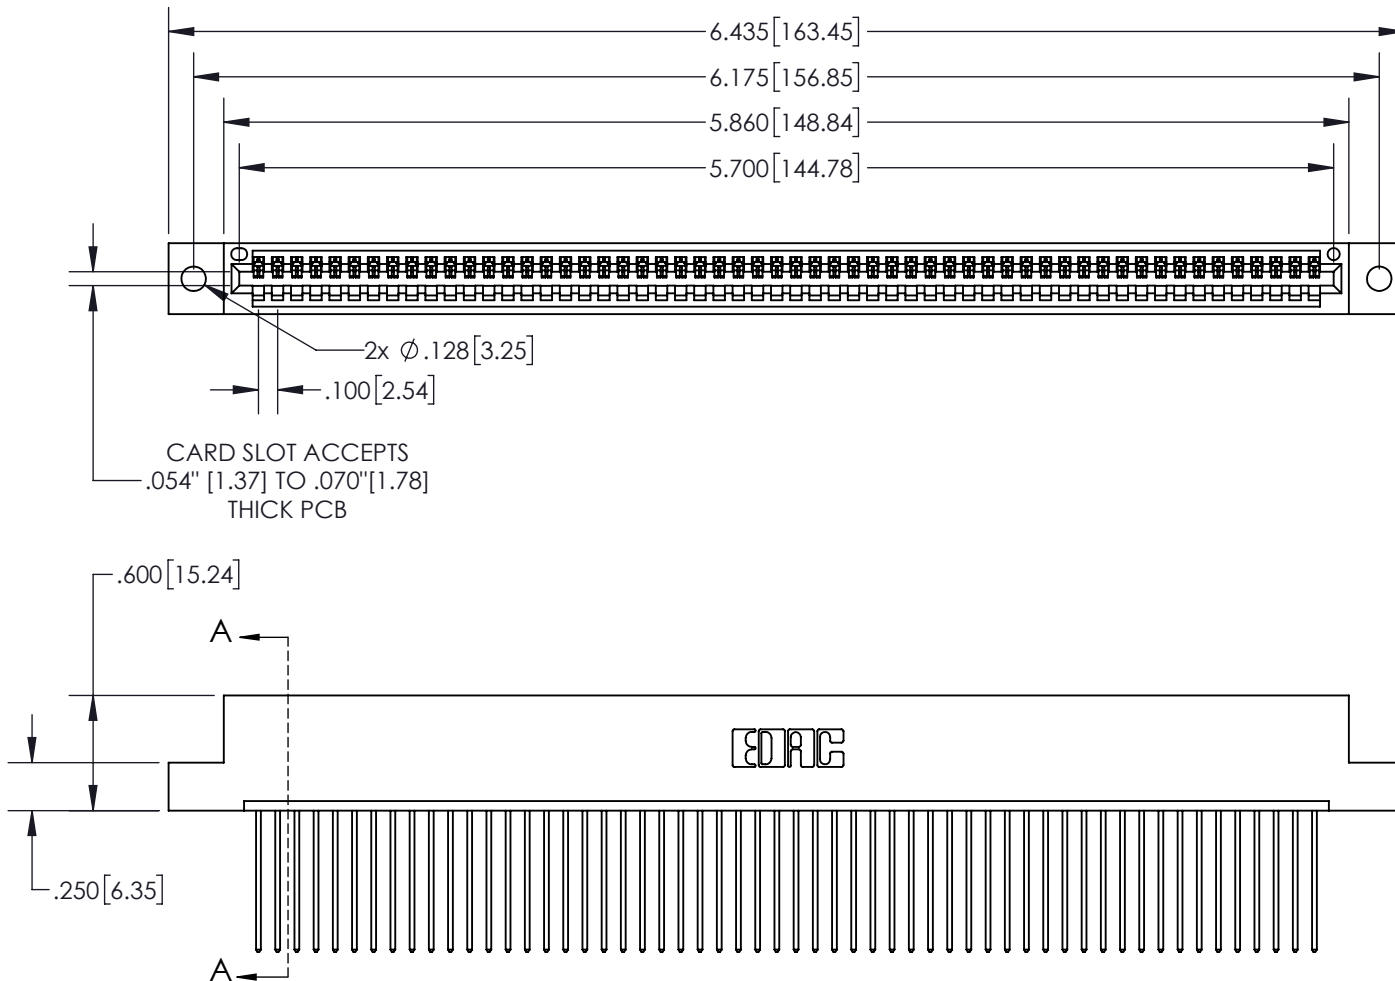 6.435[163.45]
6.175[156.85]
5.860[148.84]
5.700[144.78]
2x ∅.128[3.25]
.100[2.54]
CARD SLOT ACCEPTS
.054" [1.37] TO .070"[1.78]
THICK PCB
.600[15.24]
A
EDAC
.250[6.35]
A